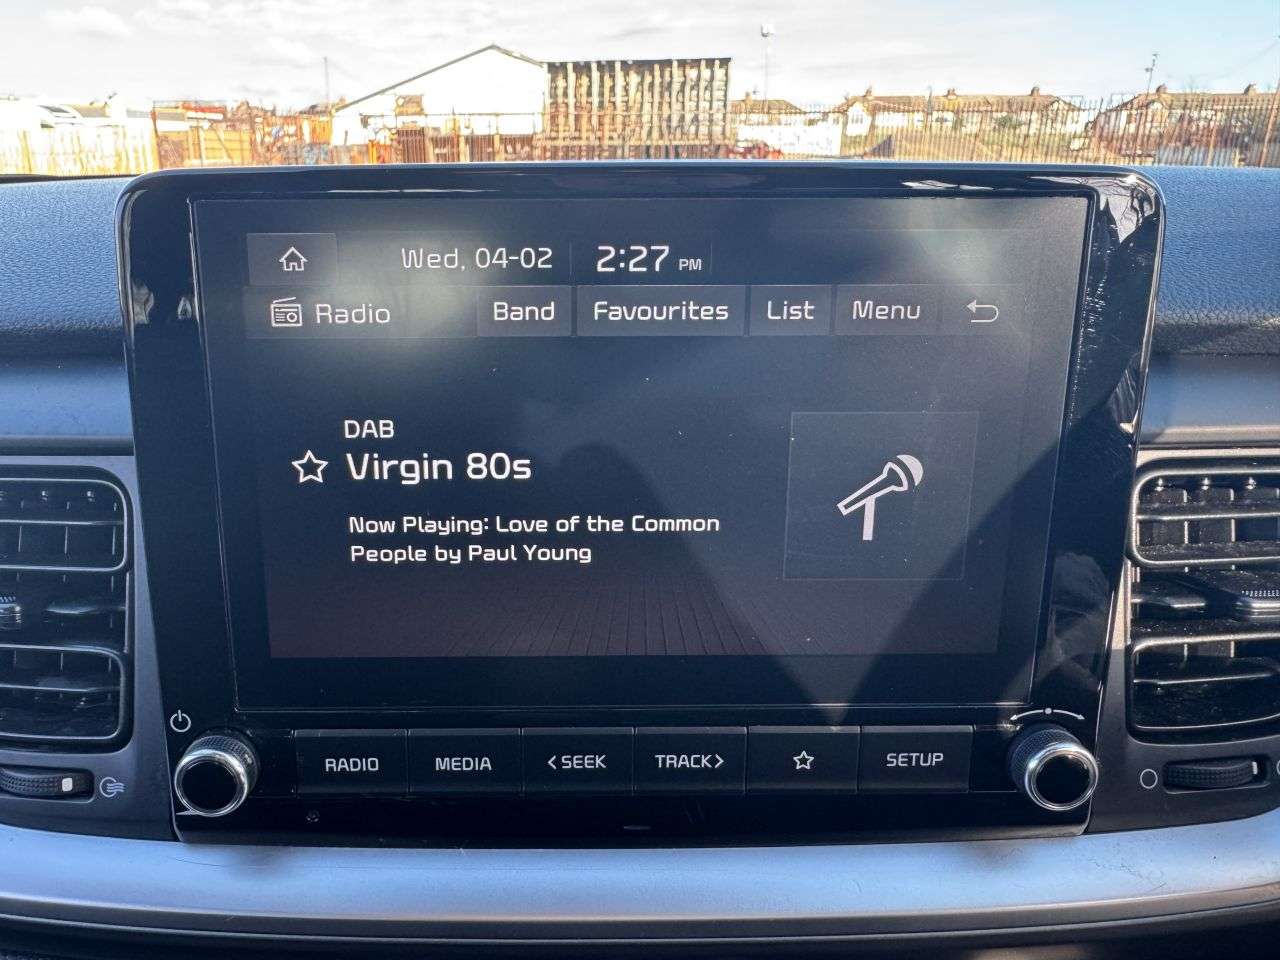 Wed, 04-02 2:27 PM
Radio Band Favourites List Menu
DAB
Virgin 80s
Now Playing: Love of the Common
People by Paul Young
RADIO MEDIA <SEEK TRACK> SETUP